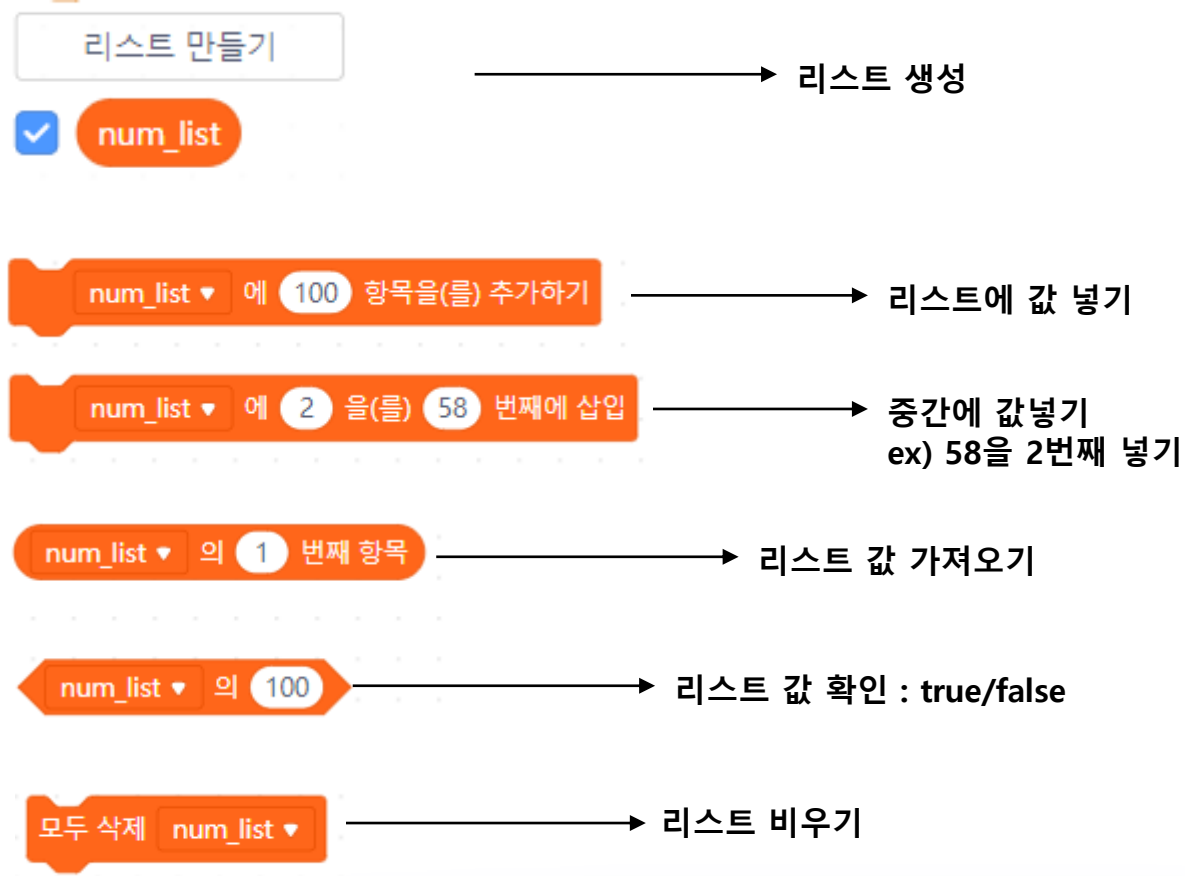 리스트 만들기
리스트 생성
num_list
num_list 에 100 항목을(를) 추가하기
리스트에 값 넣기
num_list 에 2 을(를) 58 번째에 삽입
중간에 값넣기
ex) 58을 2번째 넣기
num_list 의 1 번째 항목
리스트 값 가져오기
num_list 의 100
리스트 값 확인 : true/false
모두 삭제 num_list
리스트 비우기